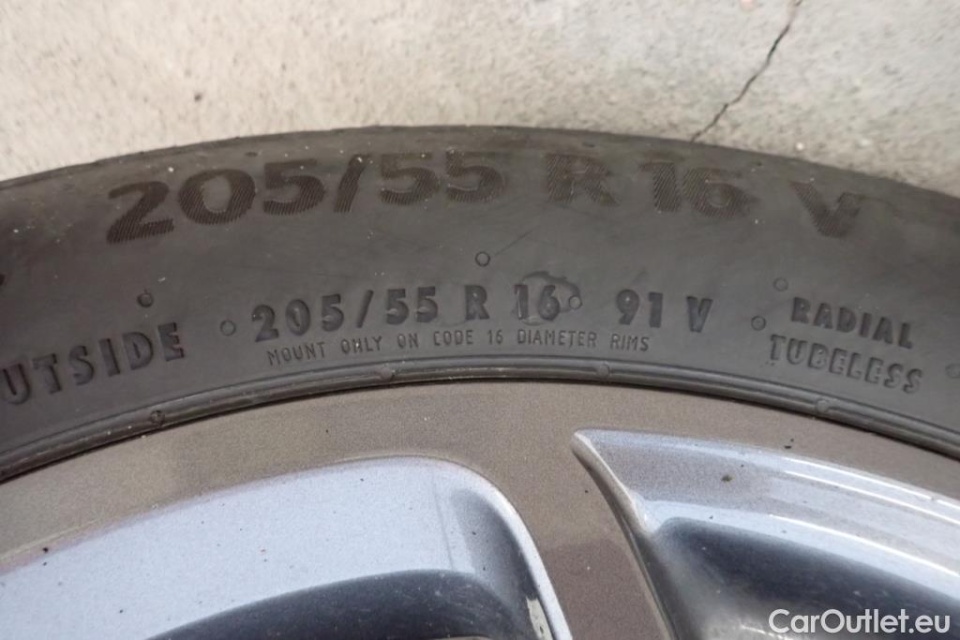 205/55 R 16 V
UTSIDE
205/55 R 16 91 V
MOUNT ONLY ON CODE 16 DIAMETER RIMS
RADIAL
TUBELESS
CarOutlet.eu